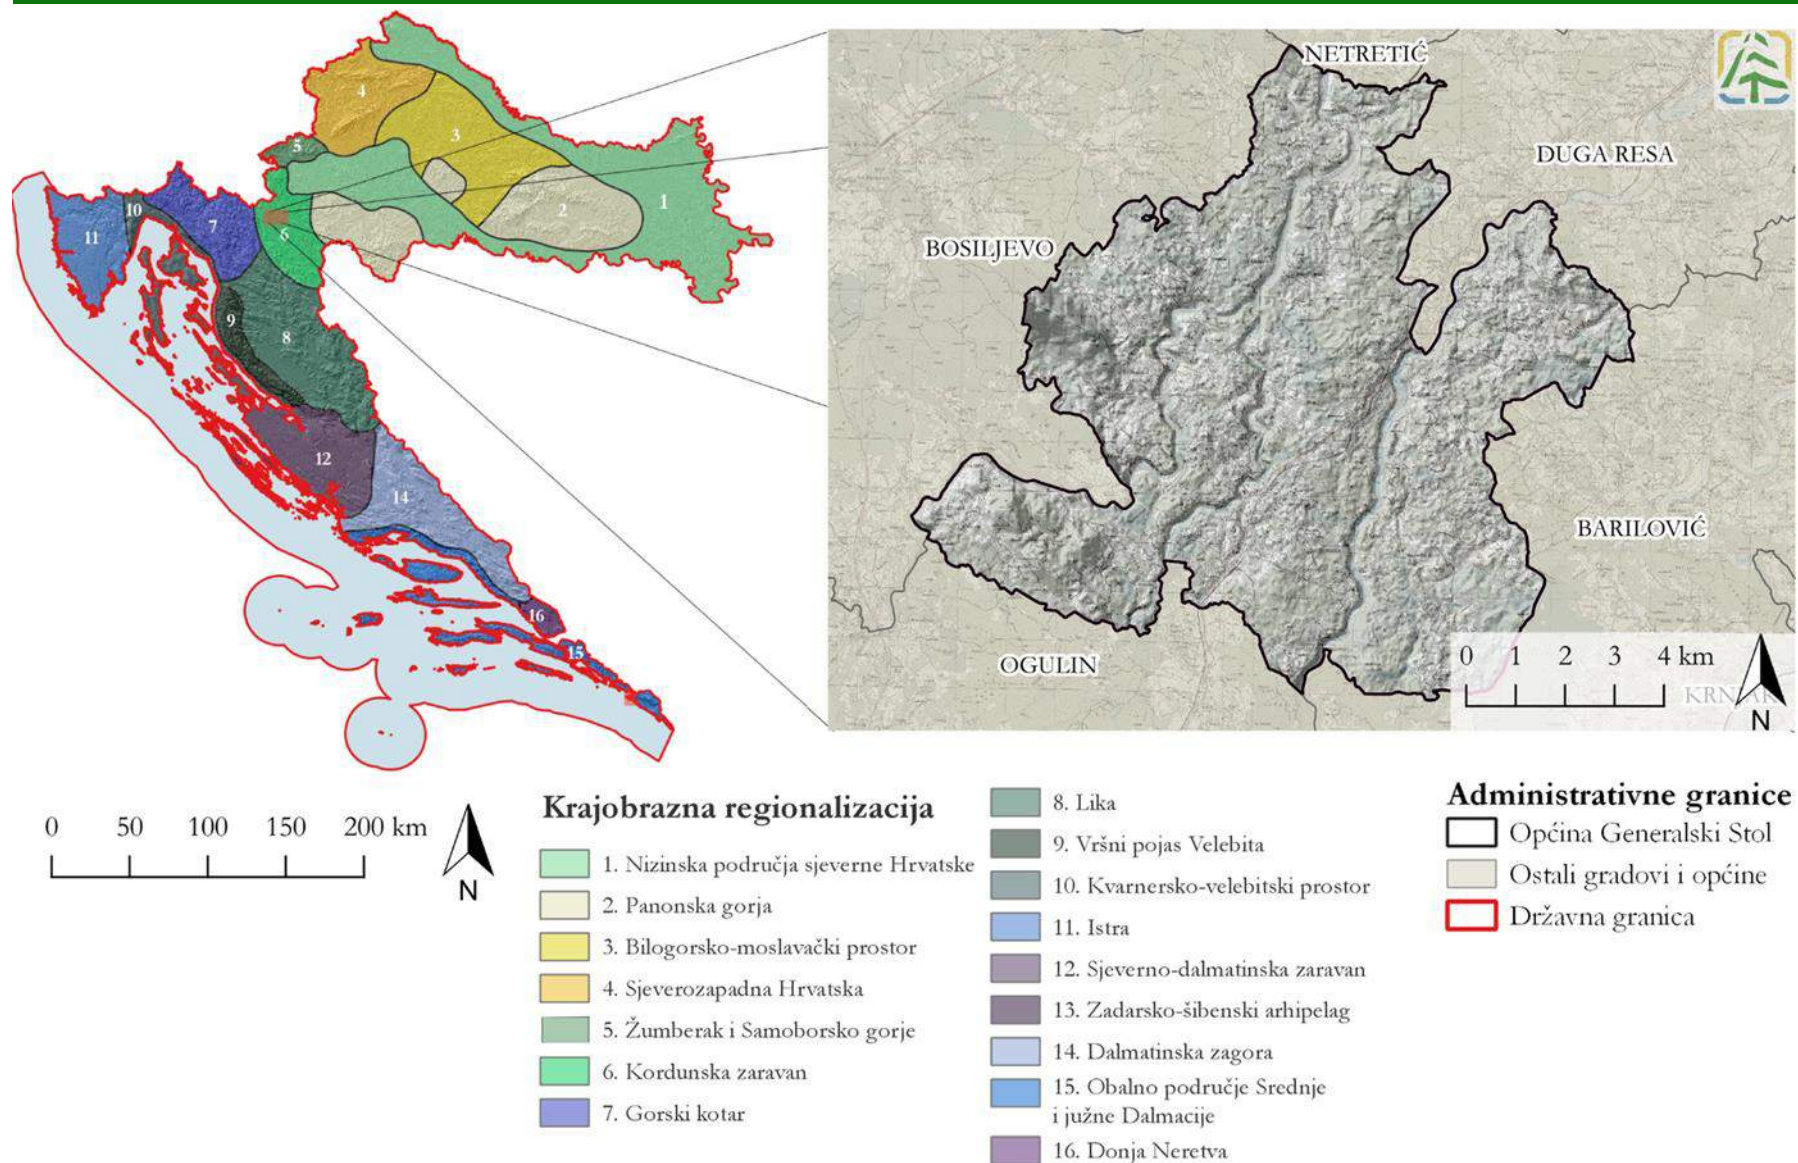 4
3
5
1
2
10
7
11
6
9
8
12
14
16
15
NETRETIĆ
DUGA RESA
BOSILJEVO
BARILOVIĆ
OGULIN
0 1 2 3 4 km
N
0 50 100 150 200 km
N
Krajobrazna regionalizacija
1. Nizinska područja sjeverne Hrvatske
2. Panonska gorja
3. Bilogorsko-moslavački prostor
4. Sjeverozapadna Hrvatska
5. Žumberak i Samoborsko gorje
6. Kordunska zaravan
7. Gorski kotar
8. Lika
9. Vršni pojas Velebita
10. Kvarnersko-velebitski prostor
11. Istra
12. Sjeverno-dalmatinska zaravan
13. Zadarsko-šibenski arhipelag
14. Dalmatinska zagora
15. Obalno područje Srednje
i južne Dalmacije
16. Donja Neretva
Administrativne granice
Općina Generalski Stol
Ostali gradovi i općine
Državna granica